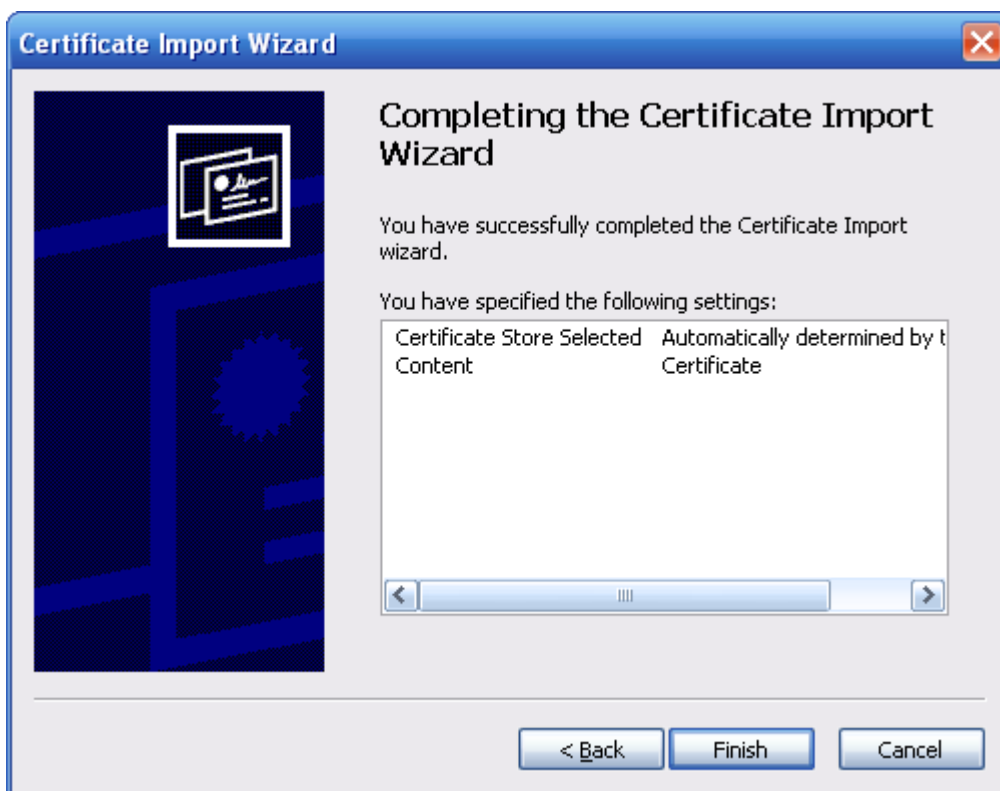 Certificate Import Wizard
Completing the Certificate Import
Wizard
You have successfully completed the Certificate Import
wizard.
You have specified the following settings:
Certificate Store Selected Automatically determined by t
Content Certificate
< Back Finish Cancel